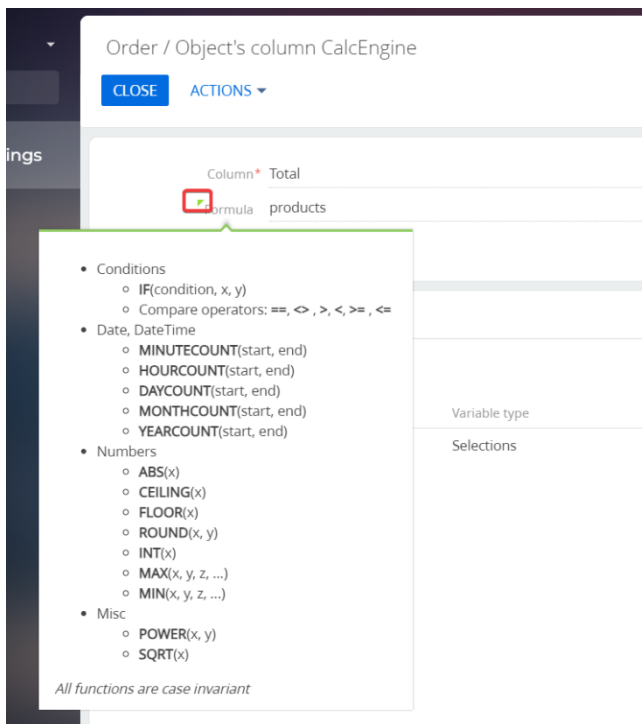 Order / Object's column CalcEngine
CLOSE ACTIONS
ings
Column* Total
Formula products
• Conditions
◦ IF(condition, x, y)
◦ Compare operators: ==, <> , >, <, >= , <=
• Date, DateTime
◦ MINUTECOUNT(start, end)
◦ HOURCOUNT(start, end)
◦ DAYCOUNT(start, end)
◦ MONTHCOUNT(start, end)
◦ YEARCOUNT(start, end)
Variable type
Selections
• Numbers
◦ ABS(x)
◦ CEILING(x)
◦ FLOOR(x)
◦ ROUND(x, y)
◦ INT(x)
◦ MAX(x, y, z, ...)
◦ MIN(x, y, z, ...)
• Misc
◦ POWER(x, y)
◦ SQRT(x)
All functions are case invariant